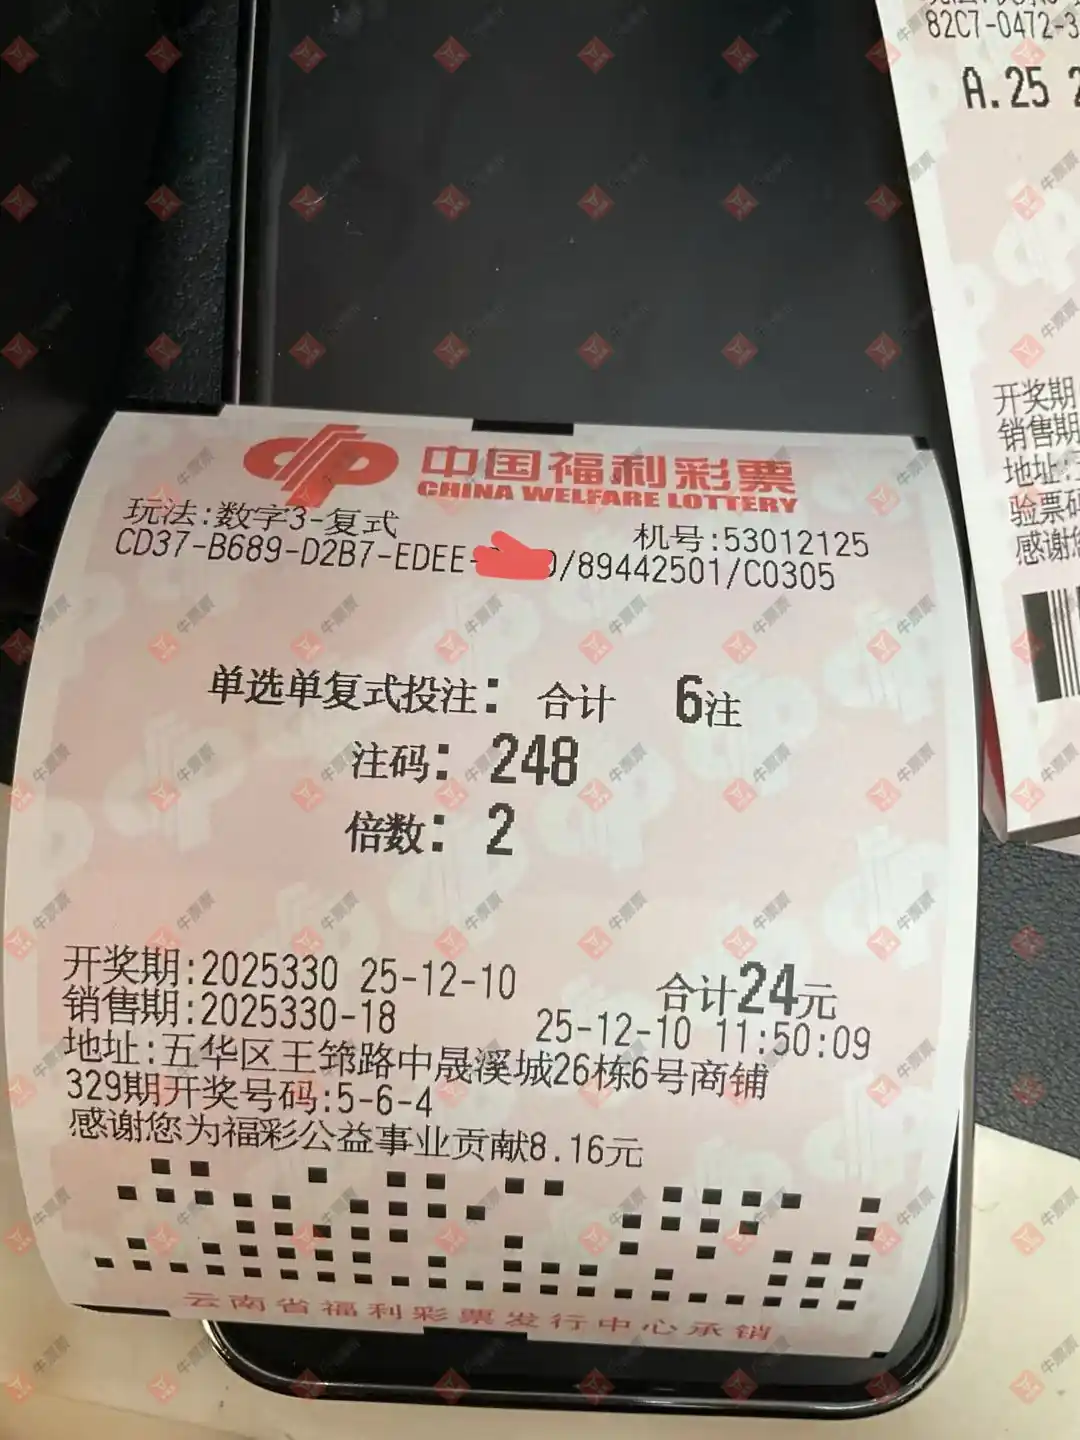 82C7-0472-3
A.25 2
中国福利彩票
CHINA WELFARE LOTTERY
玩法:数字3-复式
机号:53012125
CD37-B689-D2B7-EDEE-
0/89442501/C0305
单选单复式投注: 合计 6注
注码: 248
倍数: 2
开奖期:2025330 25-12-10
合计24元
销售期:2025330-18
25-12-10 11:50:09
地址:五华区王筇路中晟溪城26栋6号商铺
329期开奖号码:5-6-4
感谢您为福彩公益事业贡献8.16元
云南省福利彩票发行中心承销
开奖期
销售期
地址:
验票码
感谢您
牛票票